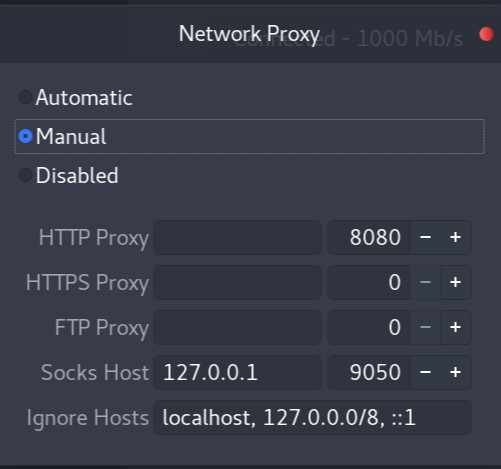 Network Proxy
Connected - 1000 Mb/s
Automatic
Manual
Disabled
HTTP Proxy 8080 − +
HTTPS Proxy 0 − +
FTP Proxy 0 − +
Socks Host 127.0.0.1 9050 − +
Ignore Hosts localhost, 127.0.0.0/8, ::1